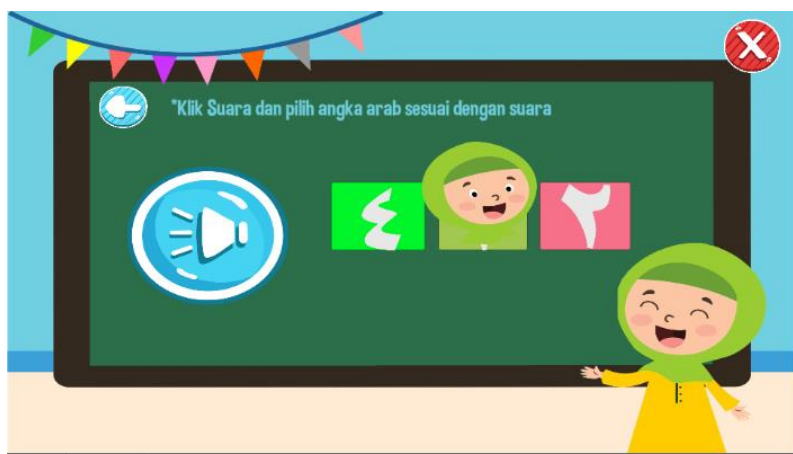 *Klik Suara dan pilih angka arab sesuai dengan suara
٤ ٢